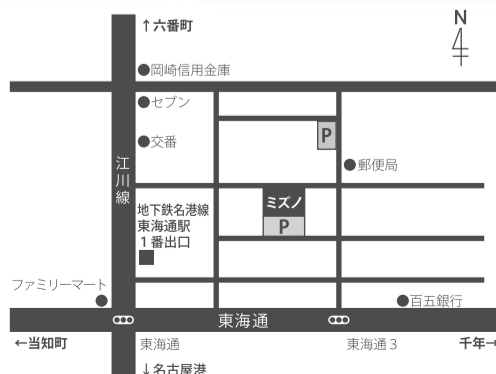 ↑六番町
N
●岡崎信用金庫
●セブン
●交番
P
●郵便局
江川線
ミズノ
P
地下鉄名港線
東海通駅
1番出口
ファミリーマート
●百五銀行
東海通
←当知町
東海通
東海通3
千年→
↓名古屋港